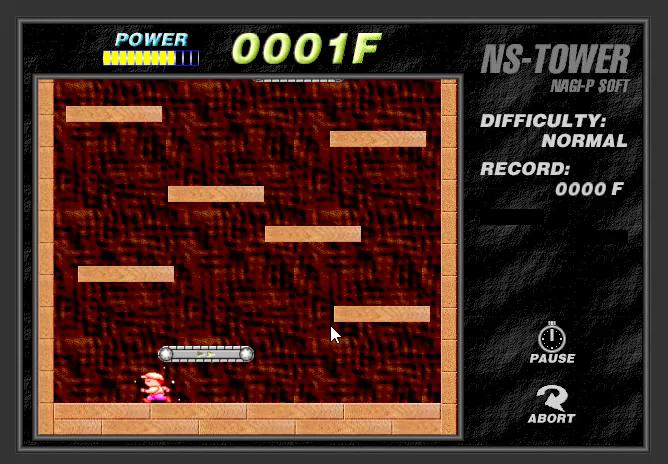 POWER
0001F
NS-TOWER
NAGI-P SOFT
DIFFICULTY:
NORMAL
RECORD:
0000 F
PAUSE
ABORT